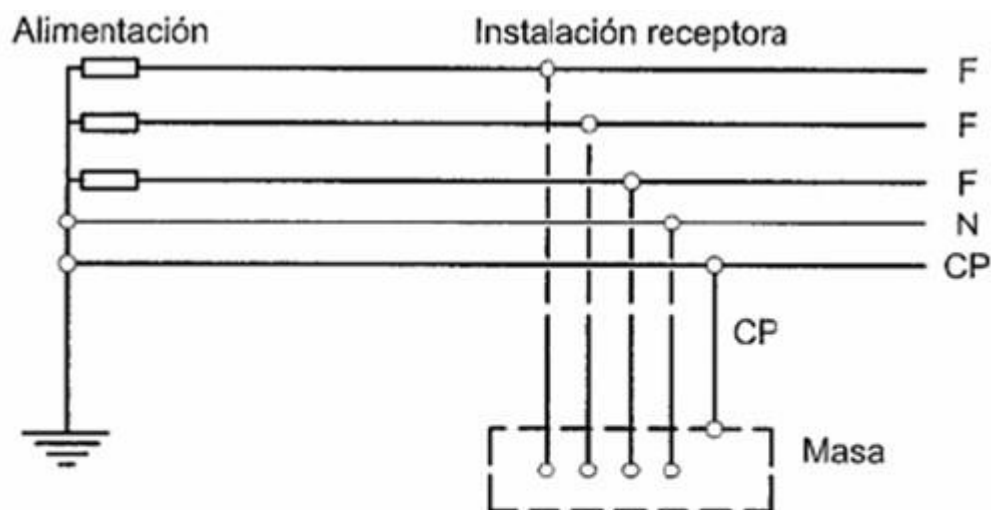 Alimentación
Instalación receptora
F
F
F
N
CP
CP
Masa